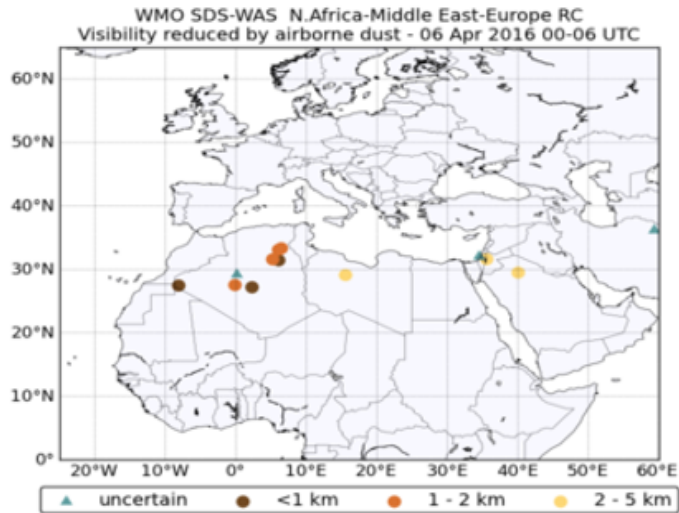 WMO SDS-WAS N.Africa-Middle East-Europe RC
Visibility reduced by airborne dust - 06 Apr 2016 00-06 UTC
60°N
50°N
40°N
30°N
20°N
10°N
0°
20°W 10°W 0° 10°E 20°E 30°E 40°E 50°E 60°E
uncertain <1 km 1 - 2 km 2 - 5 km